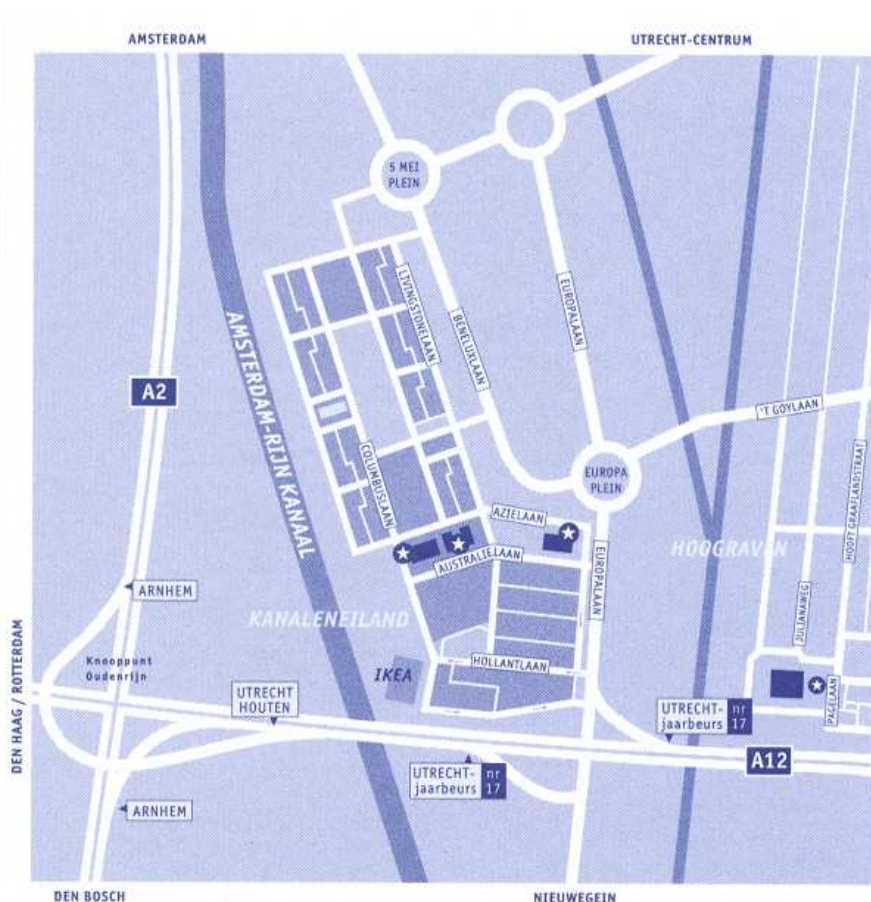 AMSTERDAM
UTRECHT-CENTRUM
5 MEI
PLEIN
LIVINGSTONELAAN
BENELUXLAAN
EUROPALAAN
AMSTERDAM-RIJN KANAAL
A2
'T GOYLAAN
COLUMBUSLAAN
EUROPA
PLEIN
HOOFT GRAAFLANDSTRAAT
AZIELAAN
AUSTRALIELAAN
EUROPALAAN
HOOGRAVEN
ARNHEM
KANALENEILAND
JULIANAWEG
DEN HAAG / ROTTERDAM
Knooppunt
Oudenrijn
HOLLANTLAAN
IKEA
PAGELAAN
UTRECHT
HOUTEN
UTRECHT-
jaarbeurs
nr
17
A12
UTRECHT-
jaarbeurs
nr
17
ARNHEM
DEN BOSCH
NIEUWEGEIN